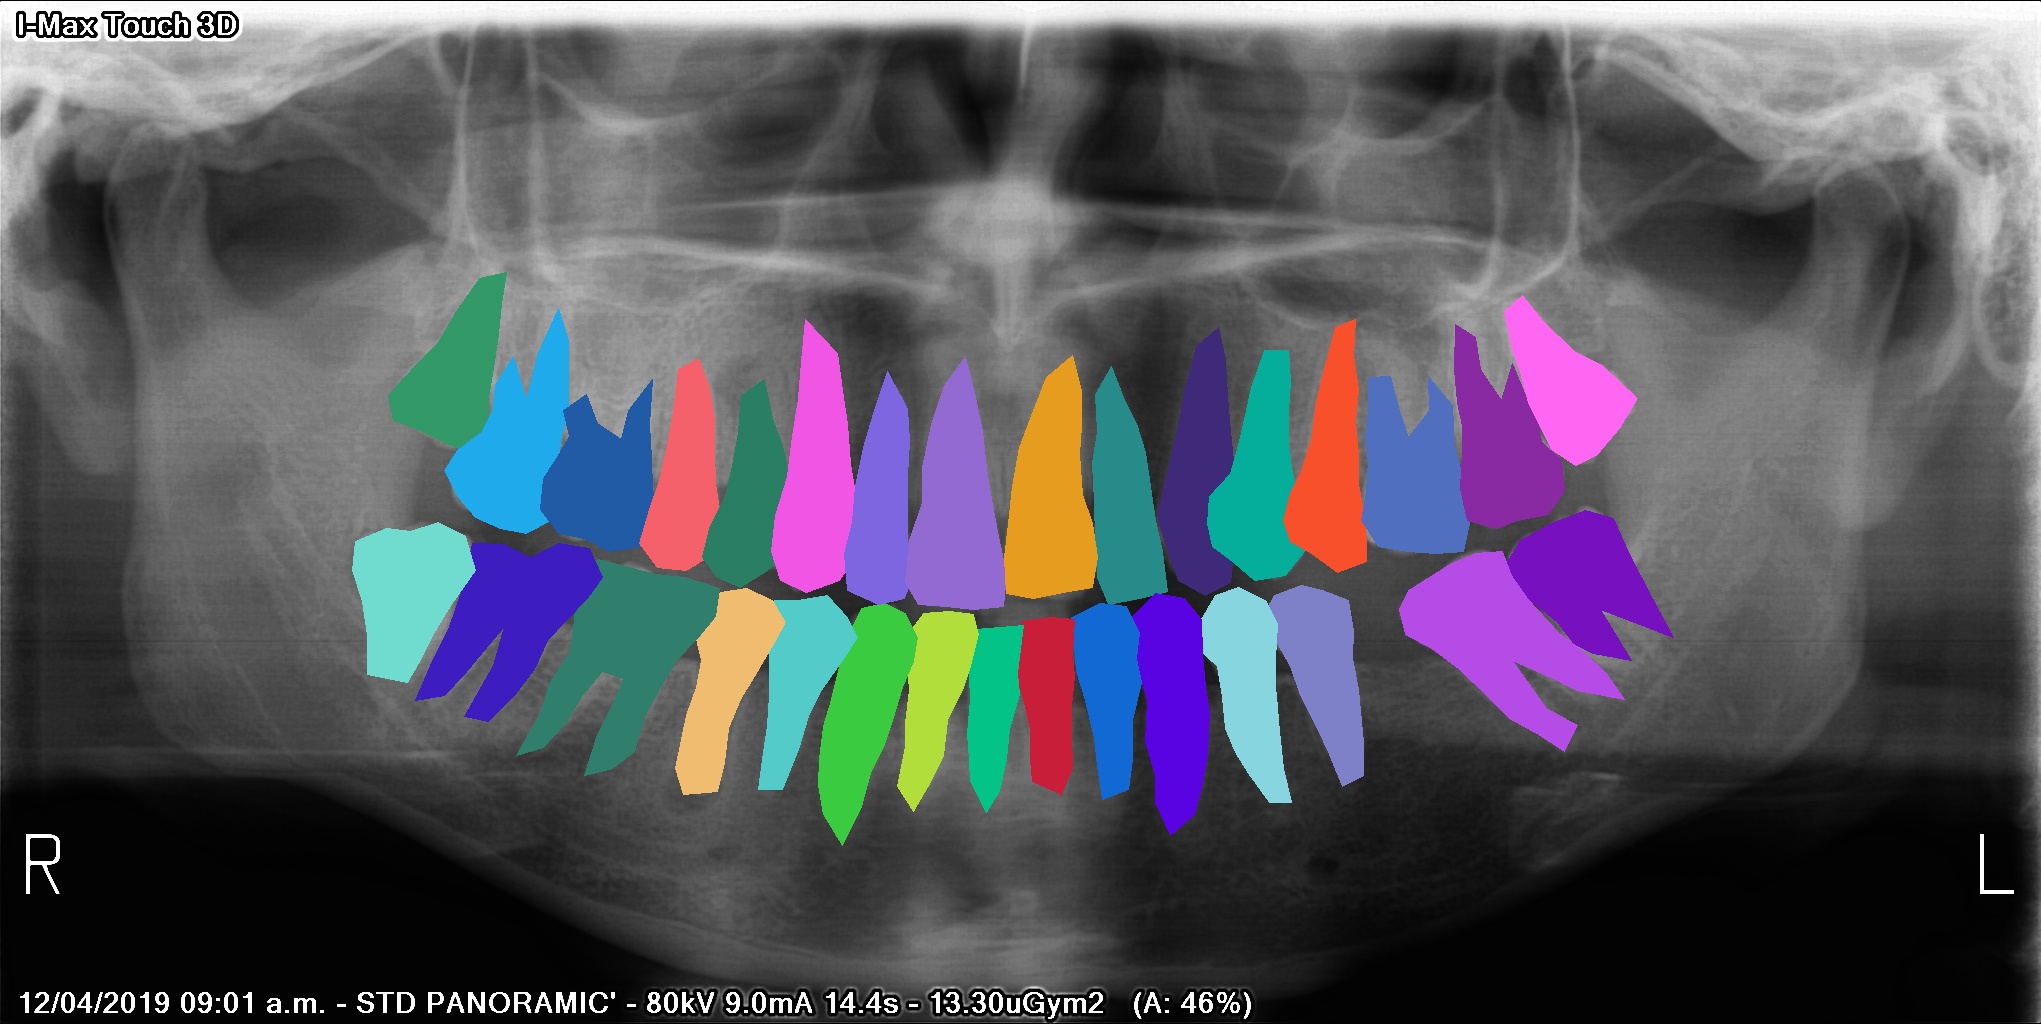 I-Max Touch 3D
R
L
12/04/2019 09:01 a.m. - STD PANORAMIC' - 80kV 9.0mA 14.4s - 13.30uGym2 (A: 46%)